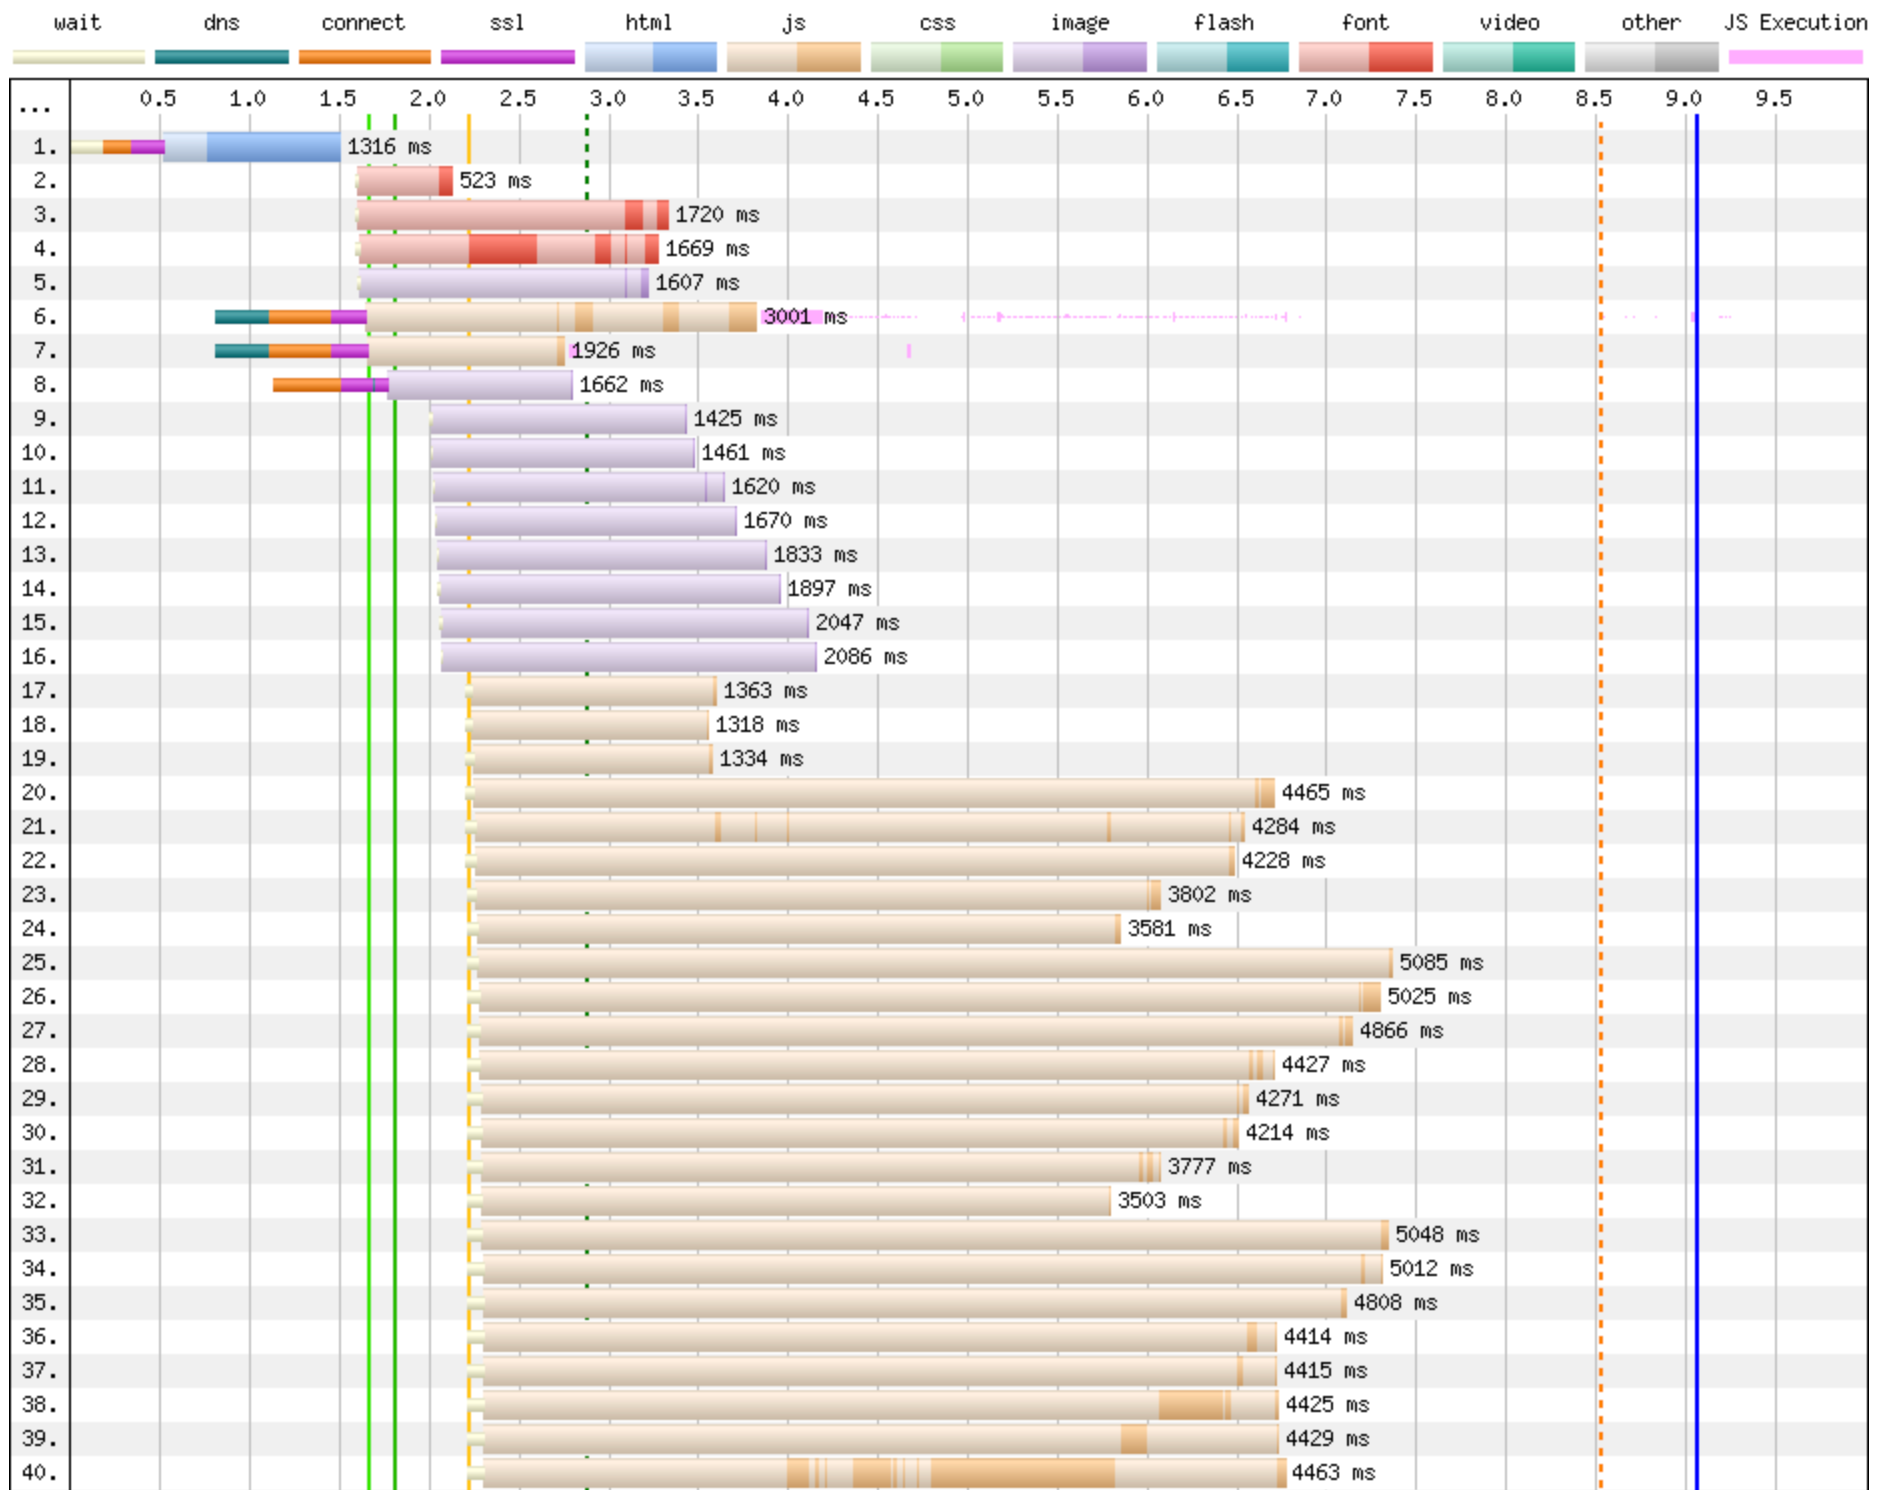 wait dns connect ssl html js css image flash font video other JS Execution
... 0.5 1.0 1.5 2.0 2.5 3.0 3.5 4.0 4.5 5.0 5.5 6.0 6.5 7.0 7.5 8.0 8.5 9.0 9.5
1. 1316 ms
2. 523 ms
3. 1720 ms
4. 1669 ms
5. 1607 ms
6. 3001 ms
7. 1926 ms
8. 1662 ms
9. 1425 ms
10. 1461 ms
11. 1620 ms
12. 1670 ms
13. 1833 ms
14. 1897 ms
15. 2047 ms
16. 2086 ms
17. 1363 ms
18. 1318 ms
19. 1334 ms
20. 4465 ms
21. 4284 ms
22. 4228 ms
23. 3802 ms
24. 3581 ms
25. 5085 ms
26. 5025 ms
27. 4866 ms
28. 4427 ms
29. 4271 ms
30. 4214 ms
31. 3777 ms
32. 3503 ms
33. 5048 ms
34. 5012 ms
35. 4808 ms
36. 4414 ms
37. 4415 ms
38. 4425 ms
39. 4429 ms
40. 4463 ms